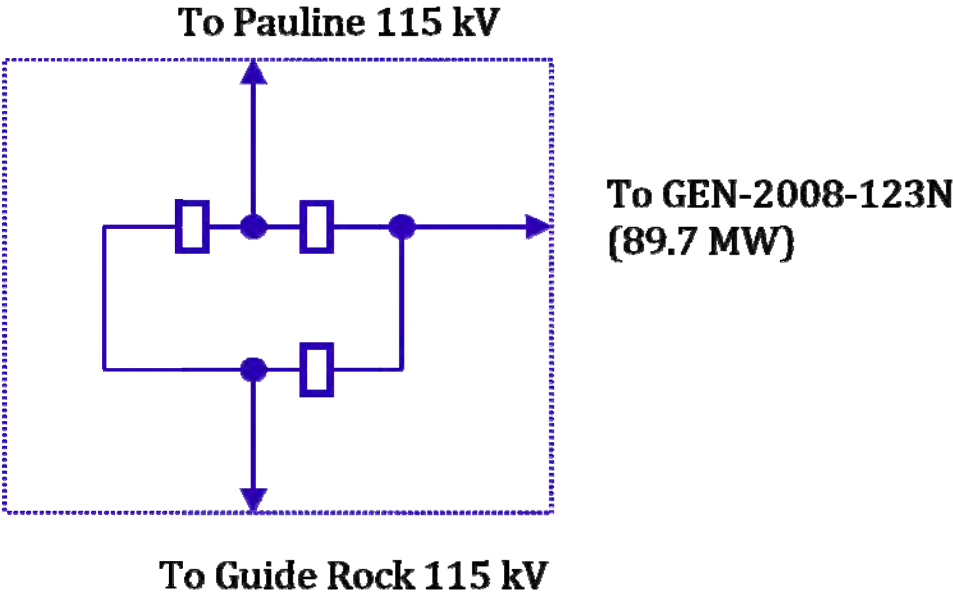 To Pauline 115 kV
To GEN-2008-123N
(89.7 MW)
To Guide Rock 115 kV